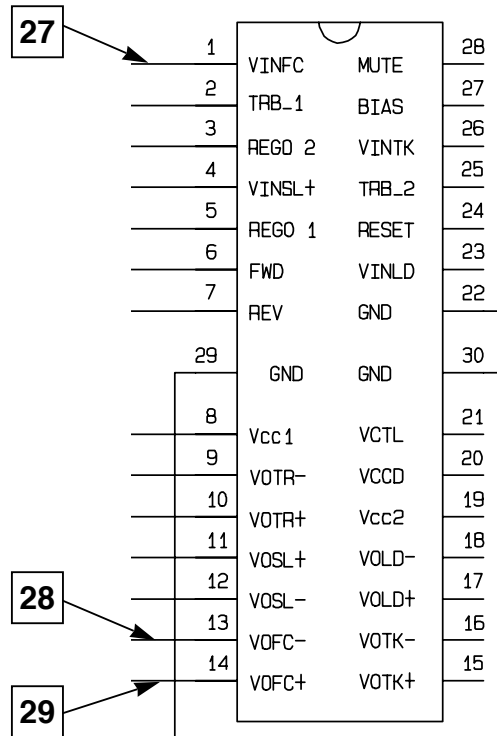 27
1 VINFC MUTE 28
2 TRB_1 BIAS 27
3 REGO 2 VINTK 26
4 VINSL+ TRB_2 25
5 REGO 1 RESET 24
6 FWD VINLD 23
7 REV GND 22
29 GND GND 30
8 Vcc1 VCTL 21
9 VOTR- VCCD 20
10 VOTR+ Vcc2 19
11 VOSL+ VOLD- 18
12 VOSL- VOLD+ 17
28
13 VOFC- VOTK- 16
14 VOFC+ VOTK+ 15
29